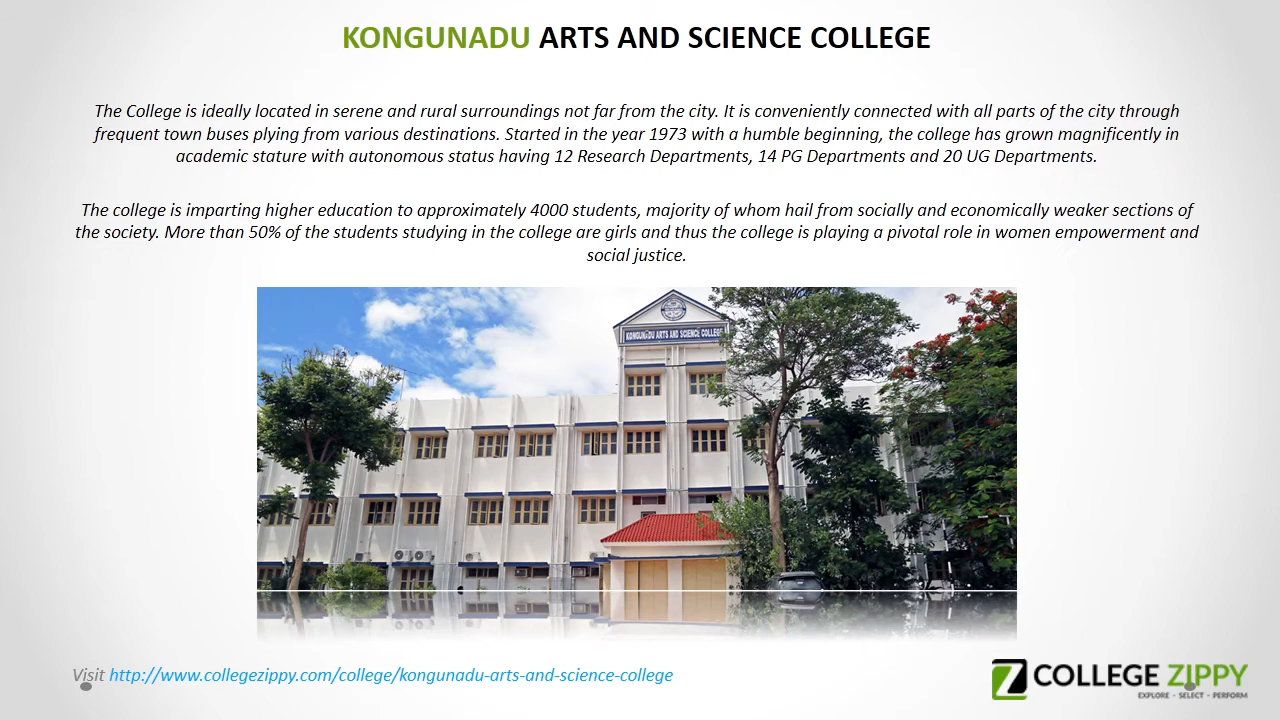 KONGUNADU ARTS AND SCIENCE COLLEGE
The College is ideally located in serene and rural surroundings not far from the city. It is conveniently connected with all parts of the city through
frequent town buses plying from various destinations. Started in the year 1973 with a humble beginning, the college has grown magnificently in
academic stature with autonomous status having 12 Research Departments, 14 PG Departments and 20 UG Departments.
The college is imparting higher education to approximately 4000 students, majority of whom hail from socially and economically weaker sections of
the society. More than 50% of the students studying in the college are girls and thus the college is playing a pivotal role in women empowerment and
social justice.
KONGUNADU ARTS AND SCIENCE COLLEGE
Visit http://www.collegezippy.com/college/kongunadu-arts-and-science-college
COLLEGE ZIPPY
EXPLORE - SELECT - PERFORM